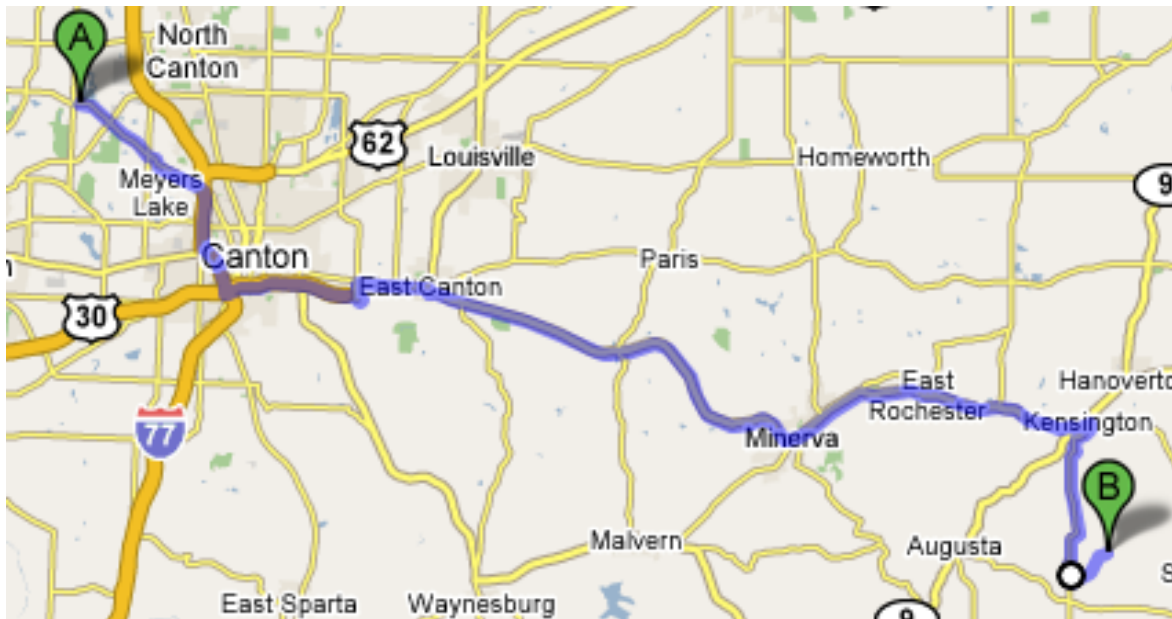 A
North
Canton
62
Louisville
Homeworth
9
Meyers
Lake
Canton
Paris
East Canton
30
East
Rochester
Hanoverto
Kensington
77
Minerva
B
Malvern
Augusta
S
East Sparta
Waynesburg
9
n